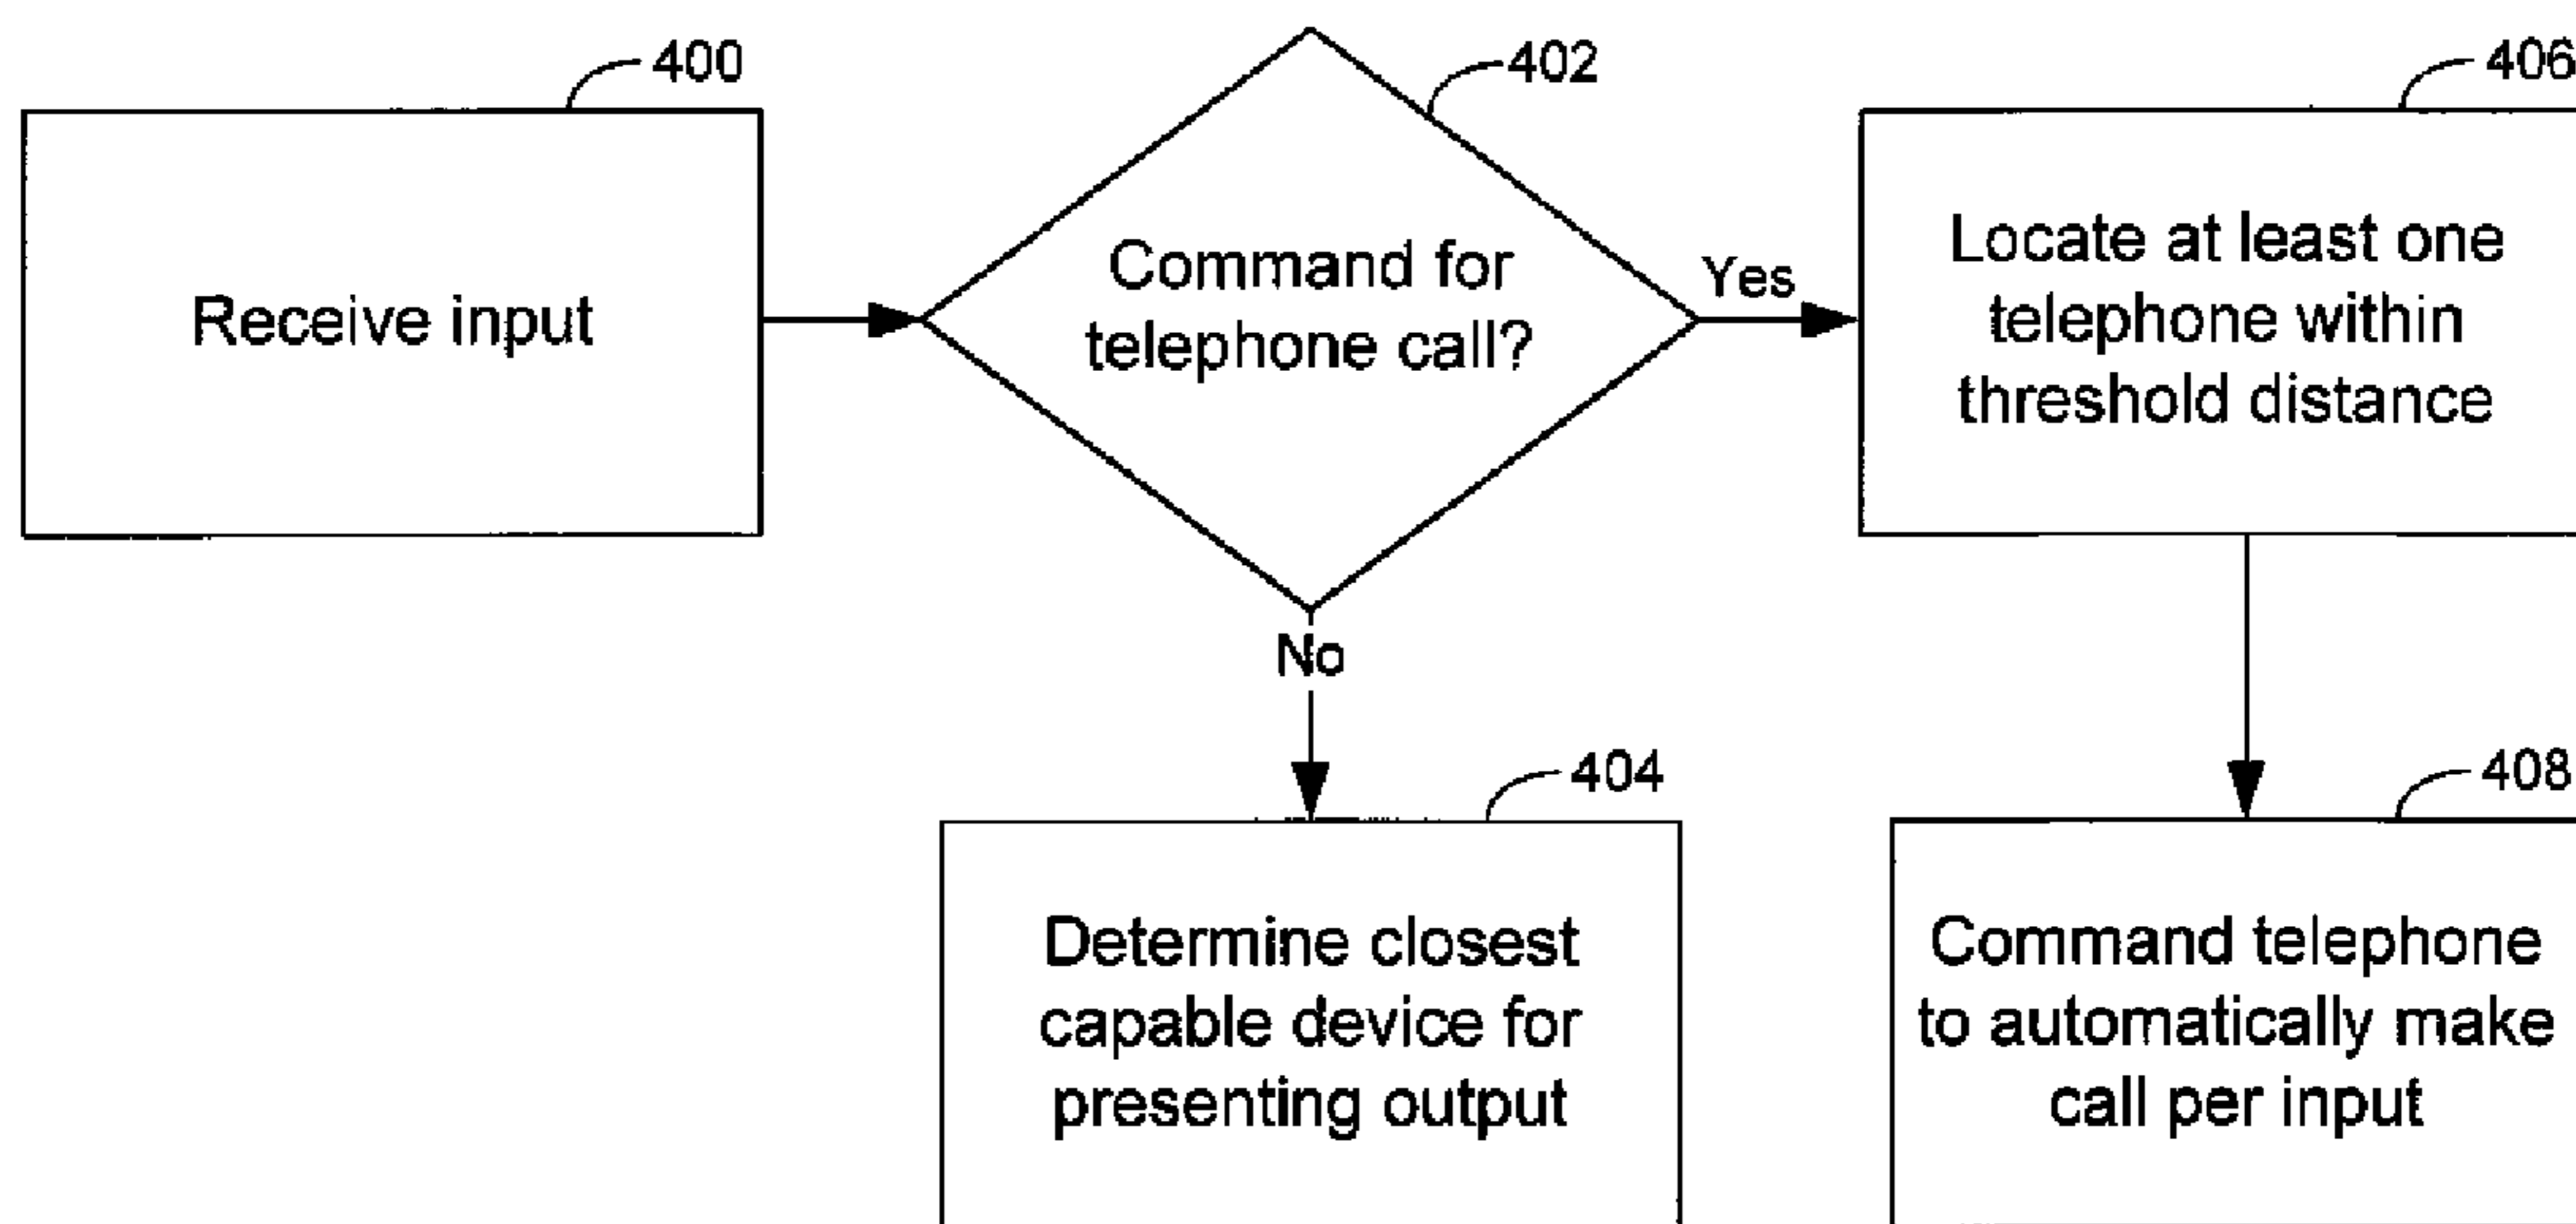 400
Receive input
402
Command for
telephone call?
Yes
No
406
Locate at least one
telephone within
threshold distance
404
Determine closest
capable device for
presenting output
408
Command telephone
to automatically make
call per input